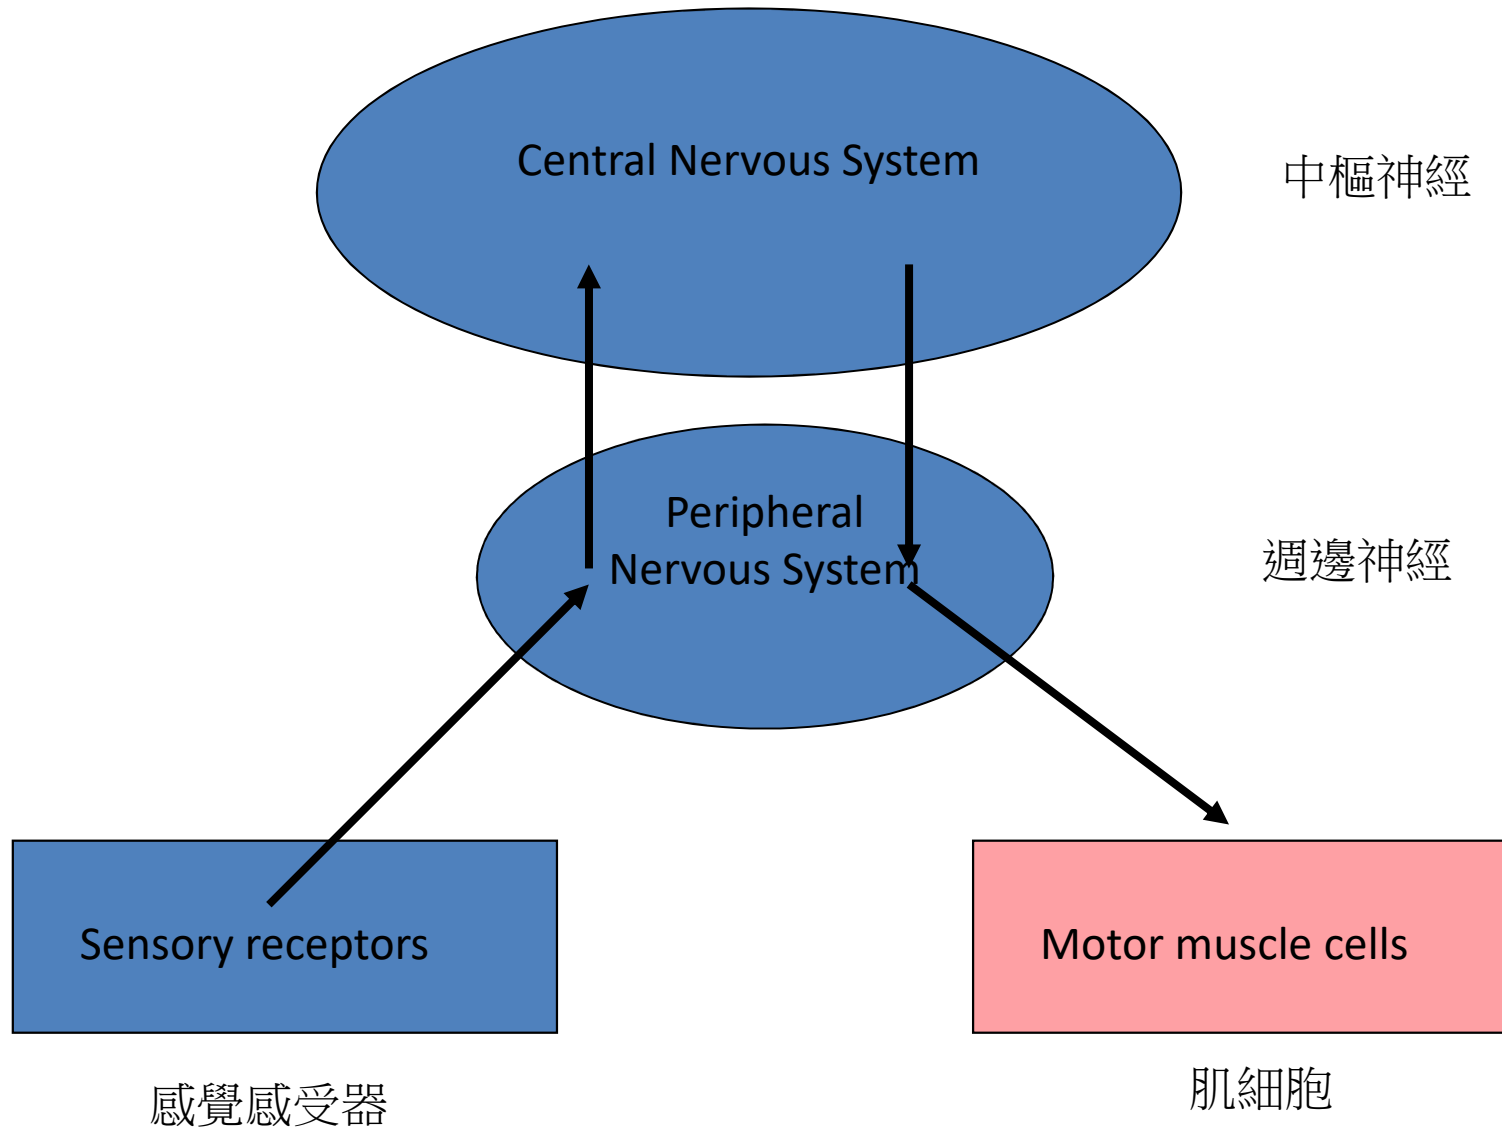 Central Nervous System
中樞神經
Peripheral
Nervous System
週邊神經
Sensory receptors
Motor muscle cells
感覺感受器
肌細胞